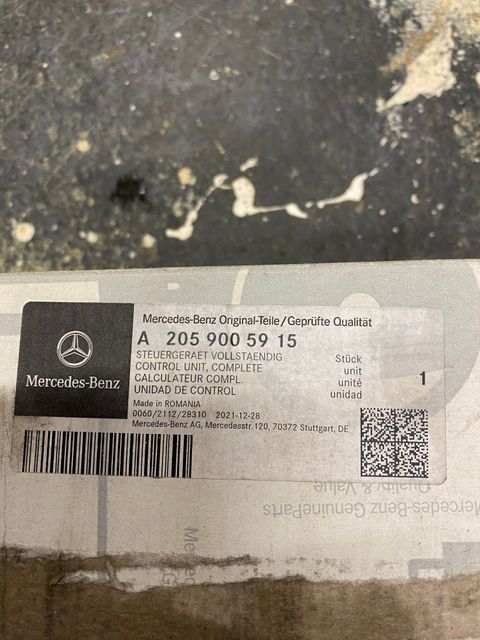 Mercedes-Benz Original-Teile/Geprüfte Qualität
A 205 900 59 15
STEUERGERAET VOLLSTAENDIG
CONTROL UNIT, COMPLETE
CALCULATEUR COMPL.
UNIDAD DE CONTROL
Stück
unit
unité
unidad
1
Mercedes-Benz
Made in ROMANIA
0060/2112/28310 2021-12-28
Mercedes-Benz AG, Mercedesstr.120, 70372 Stuttgart, DE
Quality & Value
Mercedes-Benz GenuineParts